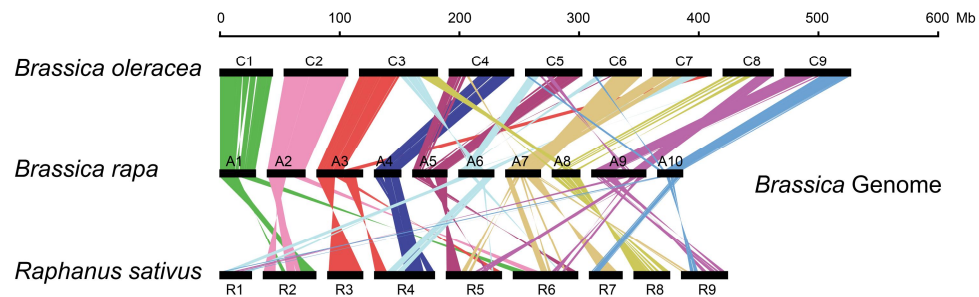 0 100 200 300 400 500 600 Mb
Brassica oleracea C1 C2 C3 C4 C5 C6 C7 C8 C9
Brassica rapa A1 A2 A3 A4 A5 A6 A7 A8 A9 A10
Brassica Genome
Raphanus sativus
R1 R2 R3 R4 R5 R6 R7 R8 R9